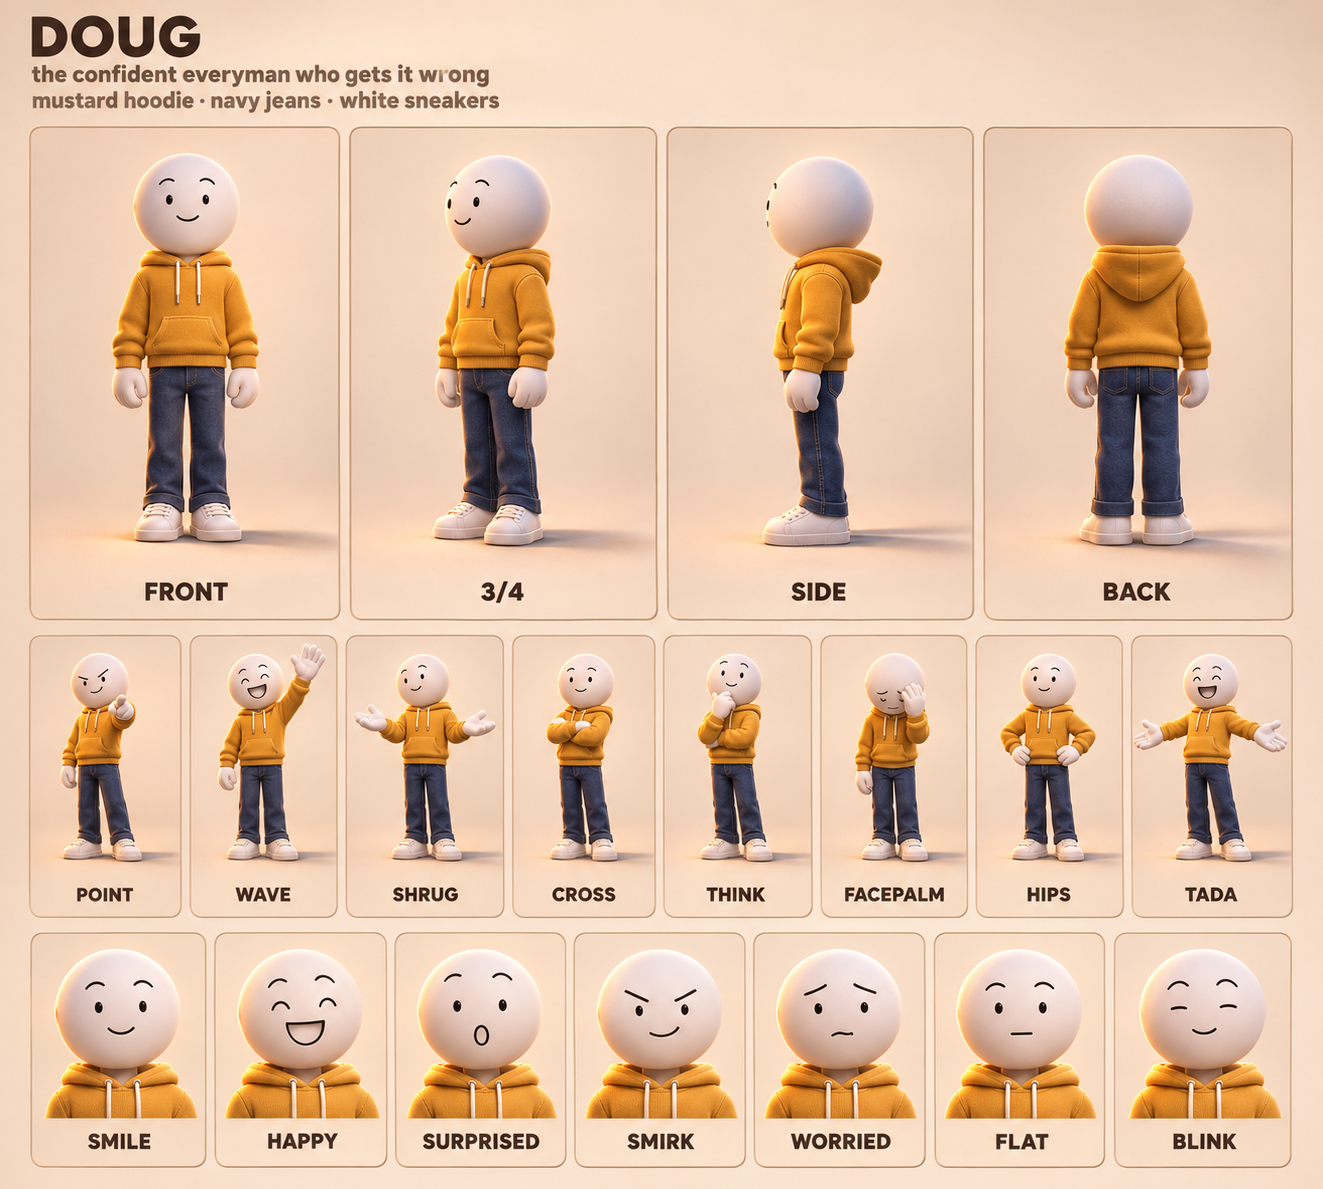 DOUG
the confident everyman who gets it wrong
mustard hoodie · navy jeans · white sneakers
FRONT
3/4
SIDE
BACK
POINT
WAVE
SHRUG
CROSS
THINK
FACEPALM
HIPS
TADA
SMILE
HAPPY
SURPRISED
SMIRK
WORRIED
FLAT
BLINK